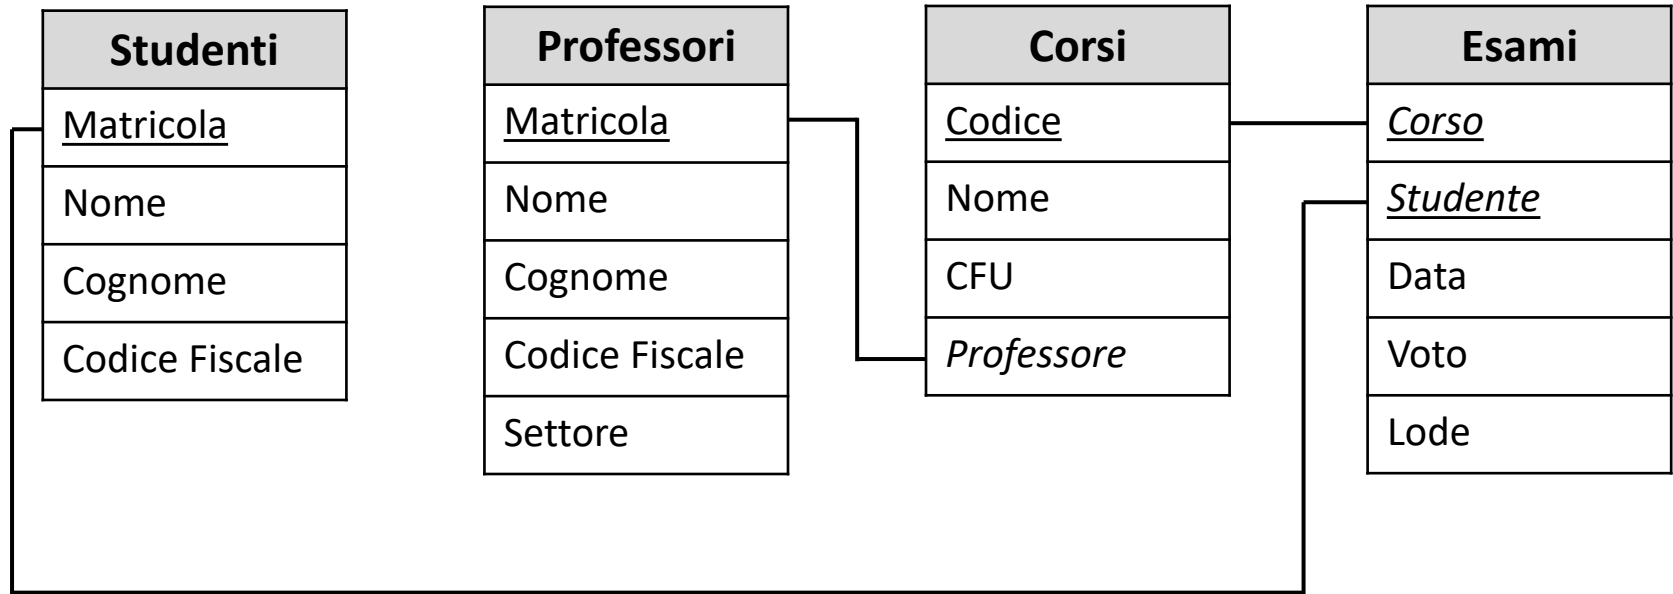 Studenti
Matricola
Nome
Cognome
Codice Fiscale
Professori
Matricola
Nome
Cognome
Codice Fiscale
Settore
Corsi
Codice
Nome
CFU
Professore
Esami
Corso
Studente
Data
Voto
Lode